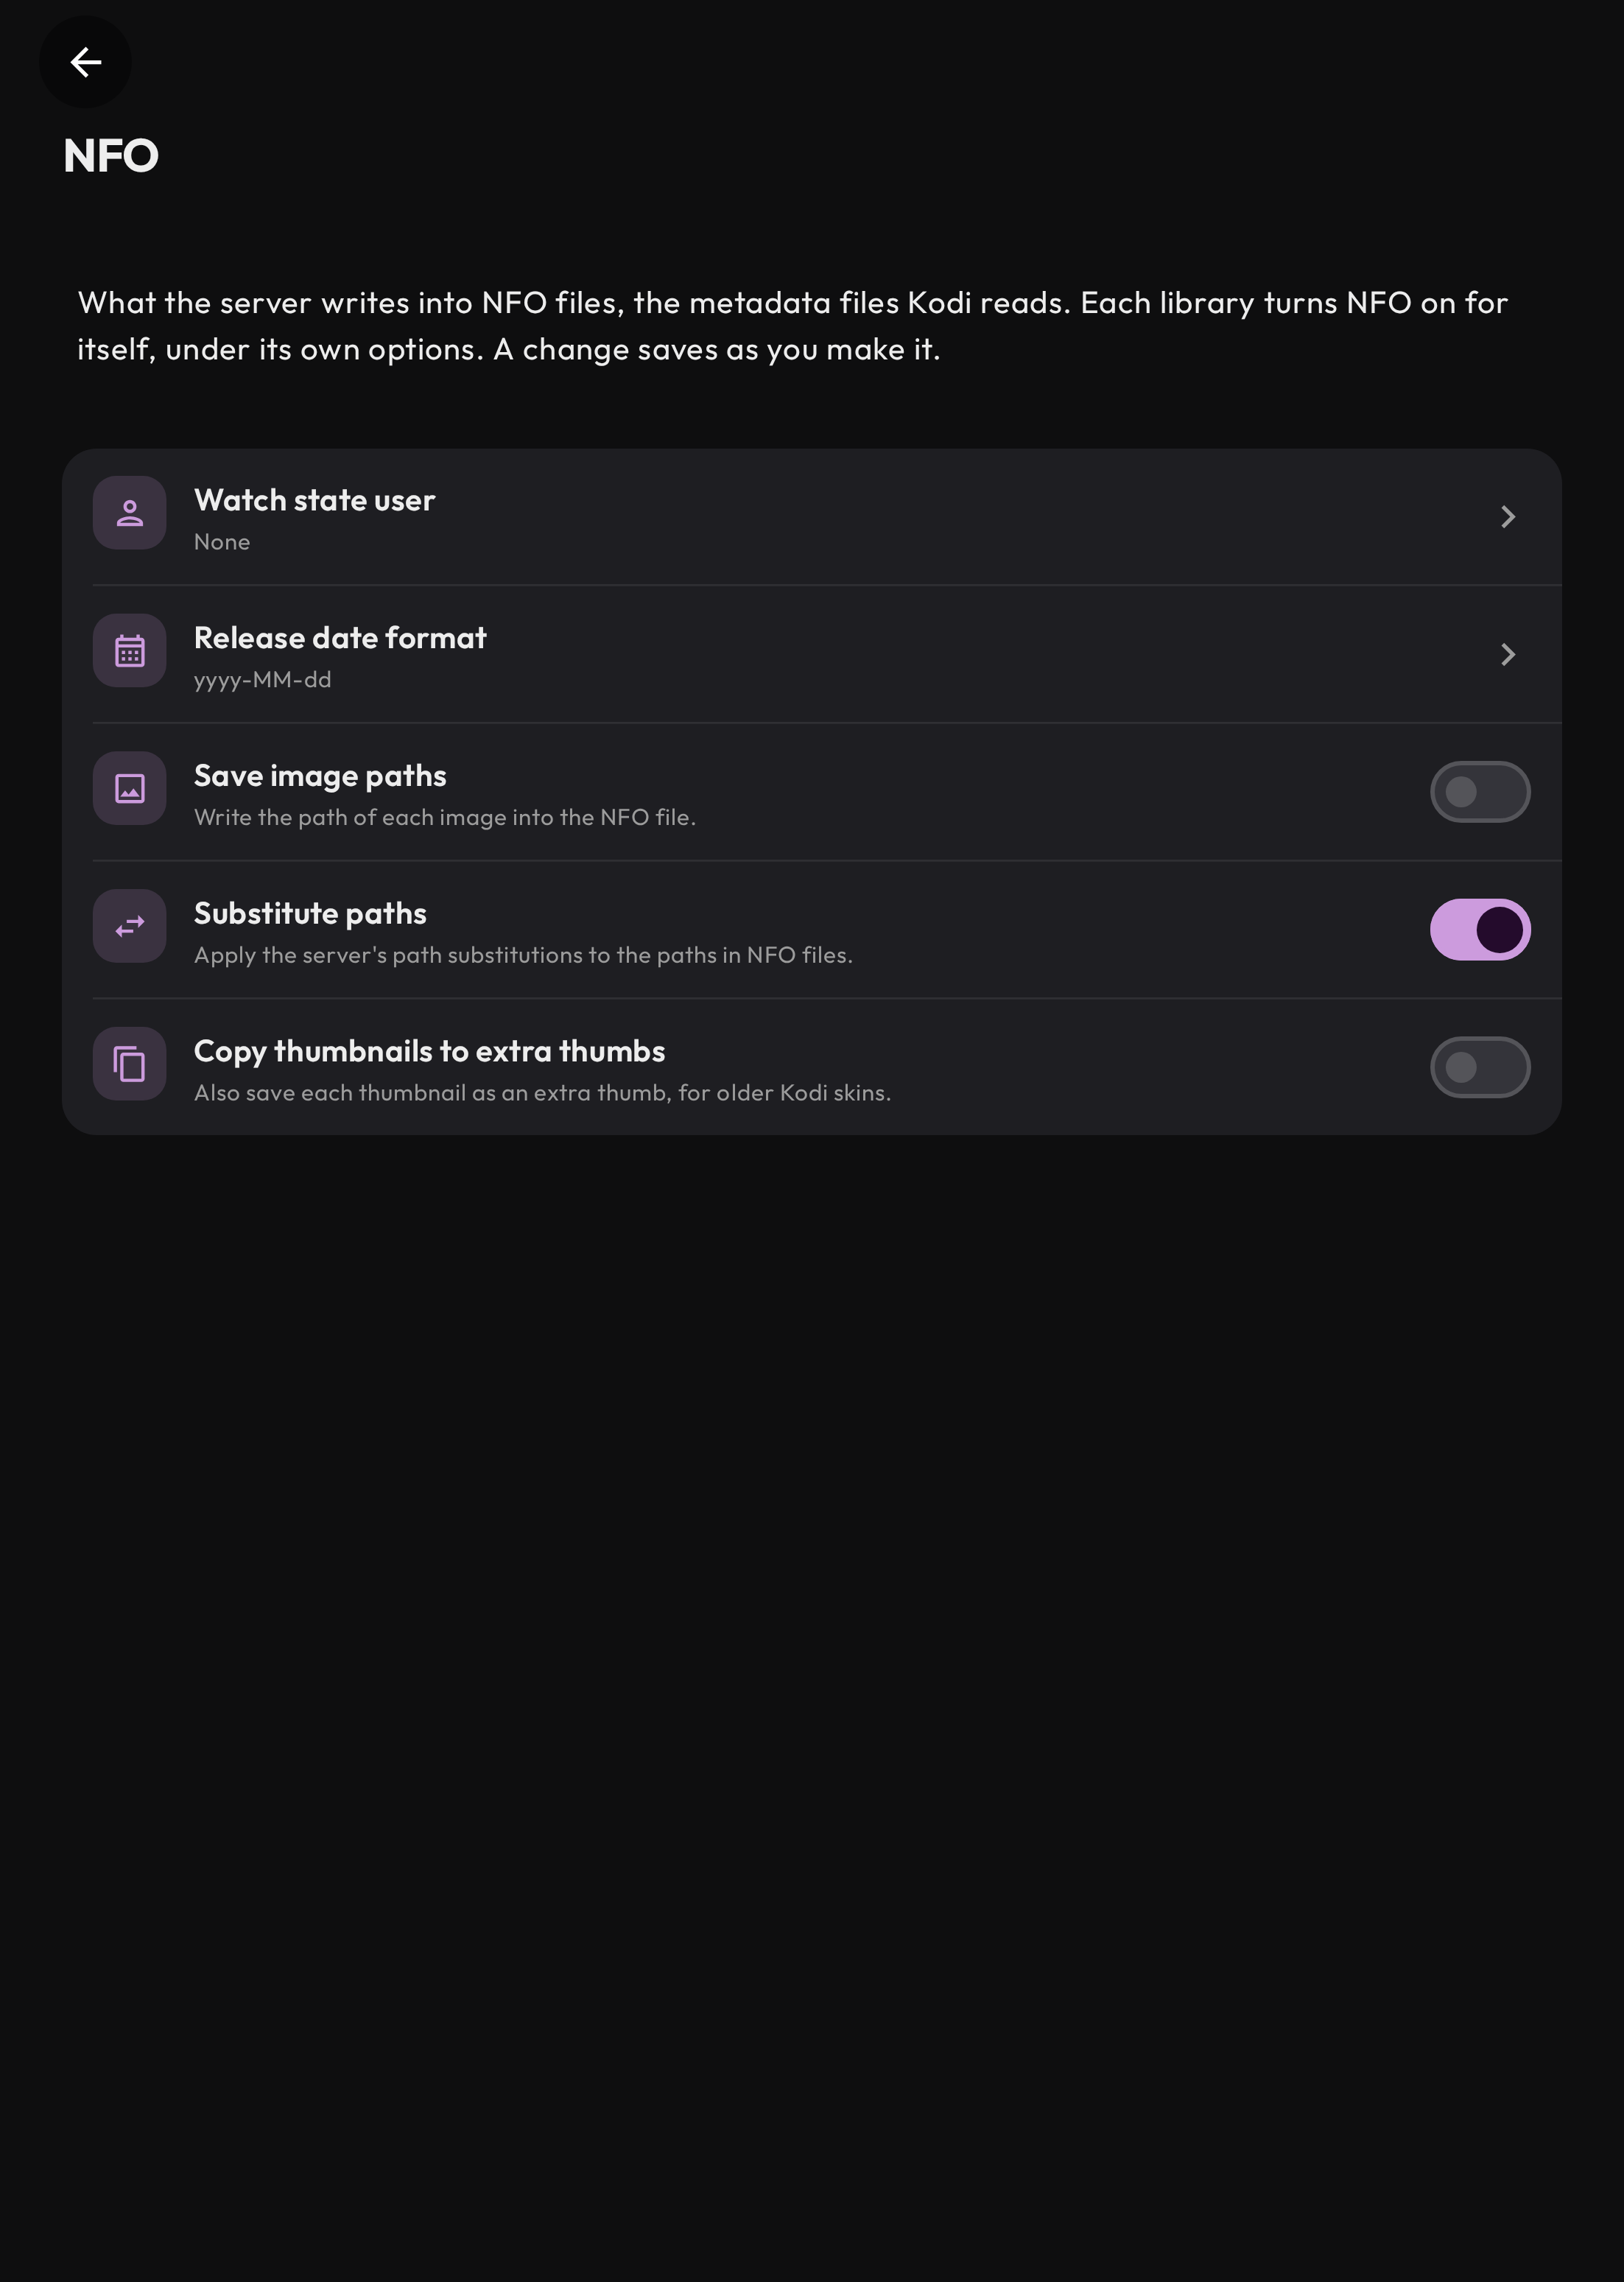 NFO
What the server writes into NFO files, the metadata files Kodi reads. Each library turns NFO on for
itself, under its own options. A change saves as you make it.
Watch state user
None
Release date format
yyyy-MM-dd
Save image paths
Write the path of each image into the NFO file.
Substitute paths
Apply the server's path substitutions to the paths in NFO files.
Copy thumbnails to extra thumbs
Also save each thumbnail as an extra thumb, for older Kodi skins.